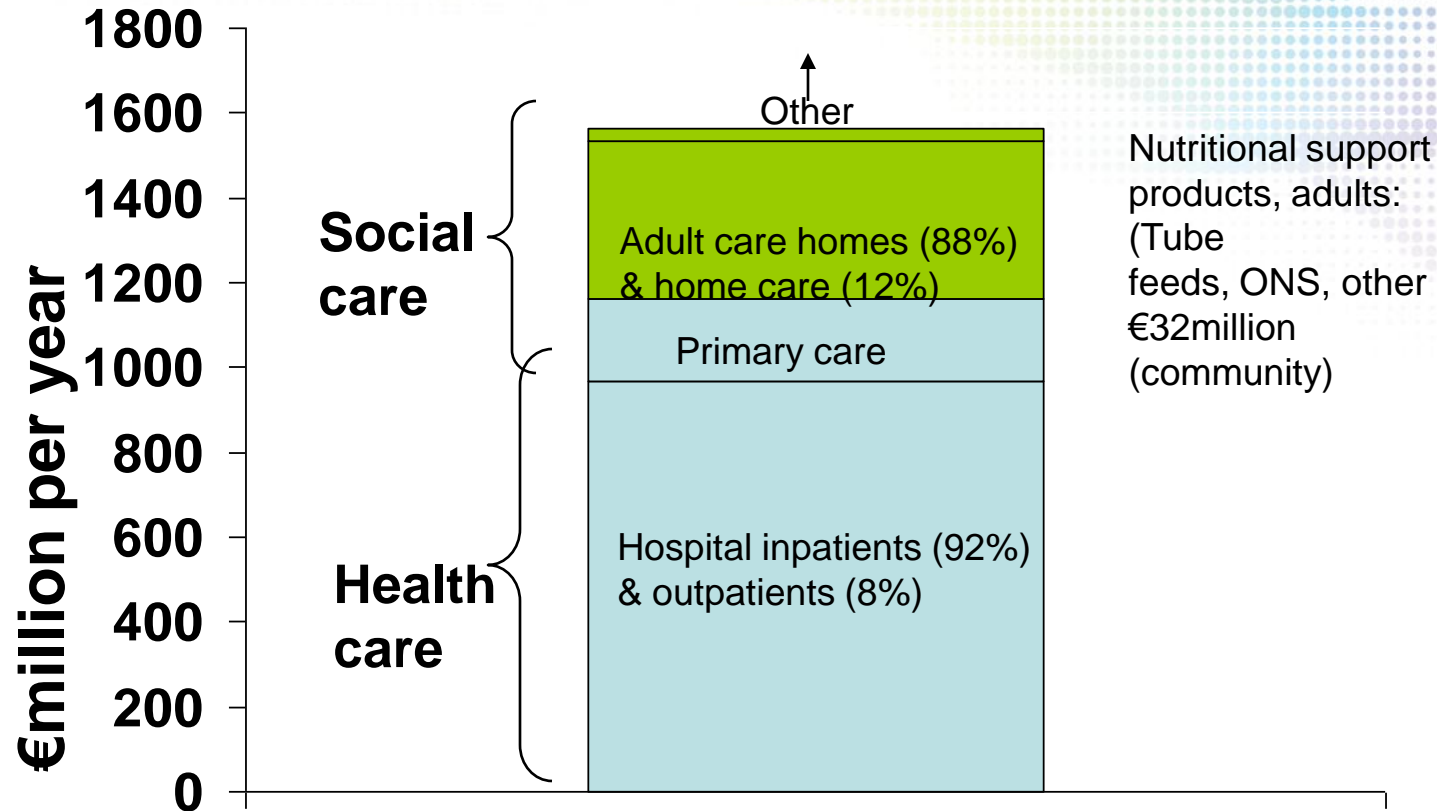 €million per year
1800
1600
1400
1200
1000
800
600
400
200
0
Social
care
Health
care
Other
Adult care homes (88%)
& home care (12%)
Primary care
Hospital inpatients (92%)
& outpatients (8%)
Nutritional support
products, adults:
(Tube
feeds, ONS, other
€32million
(community)